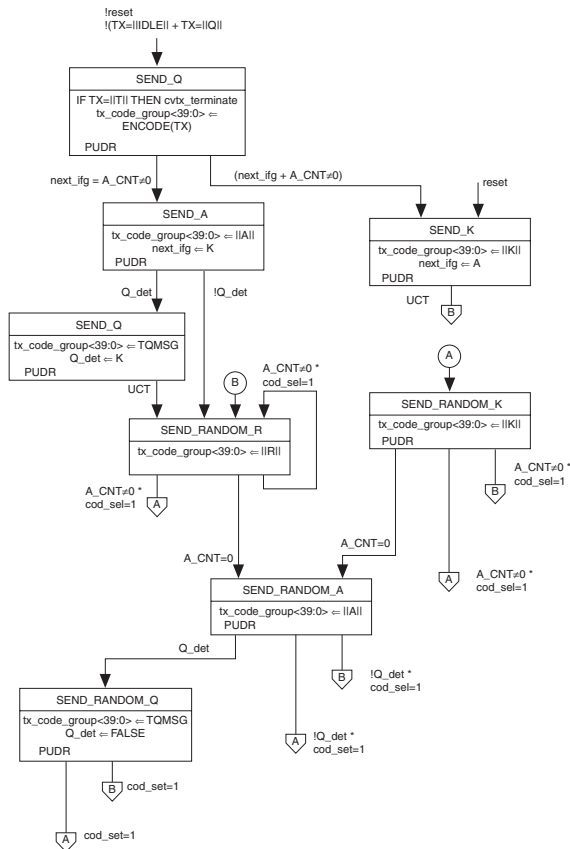 !reset
!(TX=||IDLE|| + TX=||Q||
SEND_Q
IF TX=||T|| THEN cvtx_terminate
tx_code_group<39:0> ⇐
ENCODE(TX)
PUDR
next_ifg = A_CNT≠0
(next_ifg + A_CNT≠0)
reset
SEND_A
tx_code_group<39:0> ⇐ ||A||
next_ifg ⇐ K
PUDR
SEND_K
tx_code_group<39:0> ⇐ ||K||
next_ifg ⇐ A
PUDR
Q_det
!Q_det
UCT
B
SEND_Q
tx_code_group<39:0> ⇐ TQMSG
Q_det ⇐ K
PUDR
UCT
B
A_CNT≠0 *
cod_sel=1
A
SEND_RANDOM_R
tx_code_group<39:0> ⇐ ||R||
SEND_RANDOM_K
tx_code_group<39:0> ⇐ ||K||
PUDR
A_CNT≠0 *
cod_sel=1
A
B
A_CNT≠0 *
cod_sel=1
A_CNT=0
A_CNT=0
A
A_CNT≠0 *
cod_sel=1
SEND_RANDOM_A
tx_code_group<39:0> ⇐ ||A||
PUDR
Q_det
B
!Q_det *
cod_sel=1
A
!Q_det *
cod_set=1
SEND_RANDOM_Q
tx_code_group<39:0> ⇐ TQMSG
Q_det ⇐ FALSE
PUDR
B
cod_set=1
A
cod_set=1